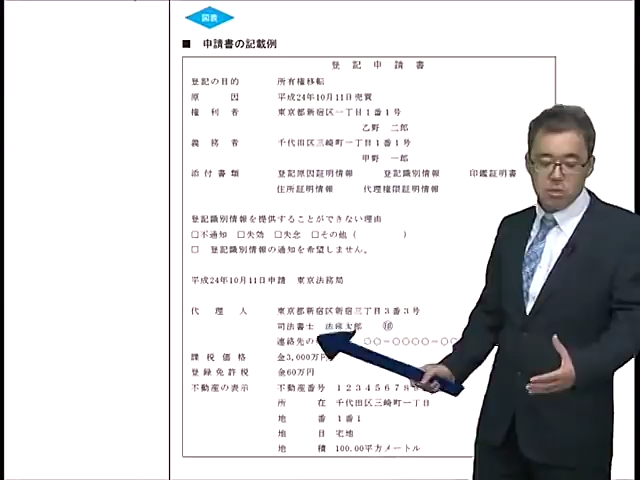 図表
■ 申請書の記載例
登 記 申 請 書
登記の目的 所有権移転
原 因 平成24年10月11日売買
権 利 者 東京都新宿区一丁目1番1号
乙野 二郎
義 務 者 千代田区三崎町一丁目1番1号
甲野 一郎
添 付 書 類 登記原因証明情報 登記識別情報 印鑑証明書
住所証明情報 代理権限証明情報
登記識別情報を提供することができない理由
□不通知 □失効 □失念 □その他( )
□ 登記識別情報の通知を希望しません。
平成24年10月11日申請 東京法務局
代 理 人 東京都新宿区新宿三丁目3番3号
司法書士 法務太郎 ㊞
連絡先の ○○-○○○○-○○
課 税 価 格 金3,000万円
登 録 免 許 税 金60万円
不動産の表示 不動産番号 12345678
所 在 千代田区三崎町一丁目
地 番 1番1
地 目 宅地
地 積 100.00平方メートル